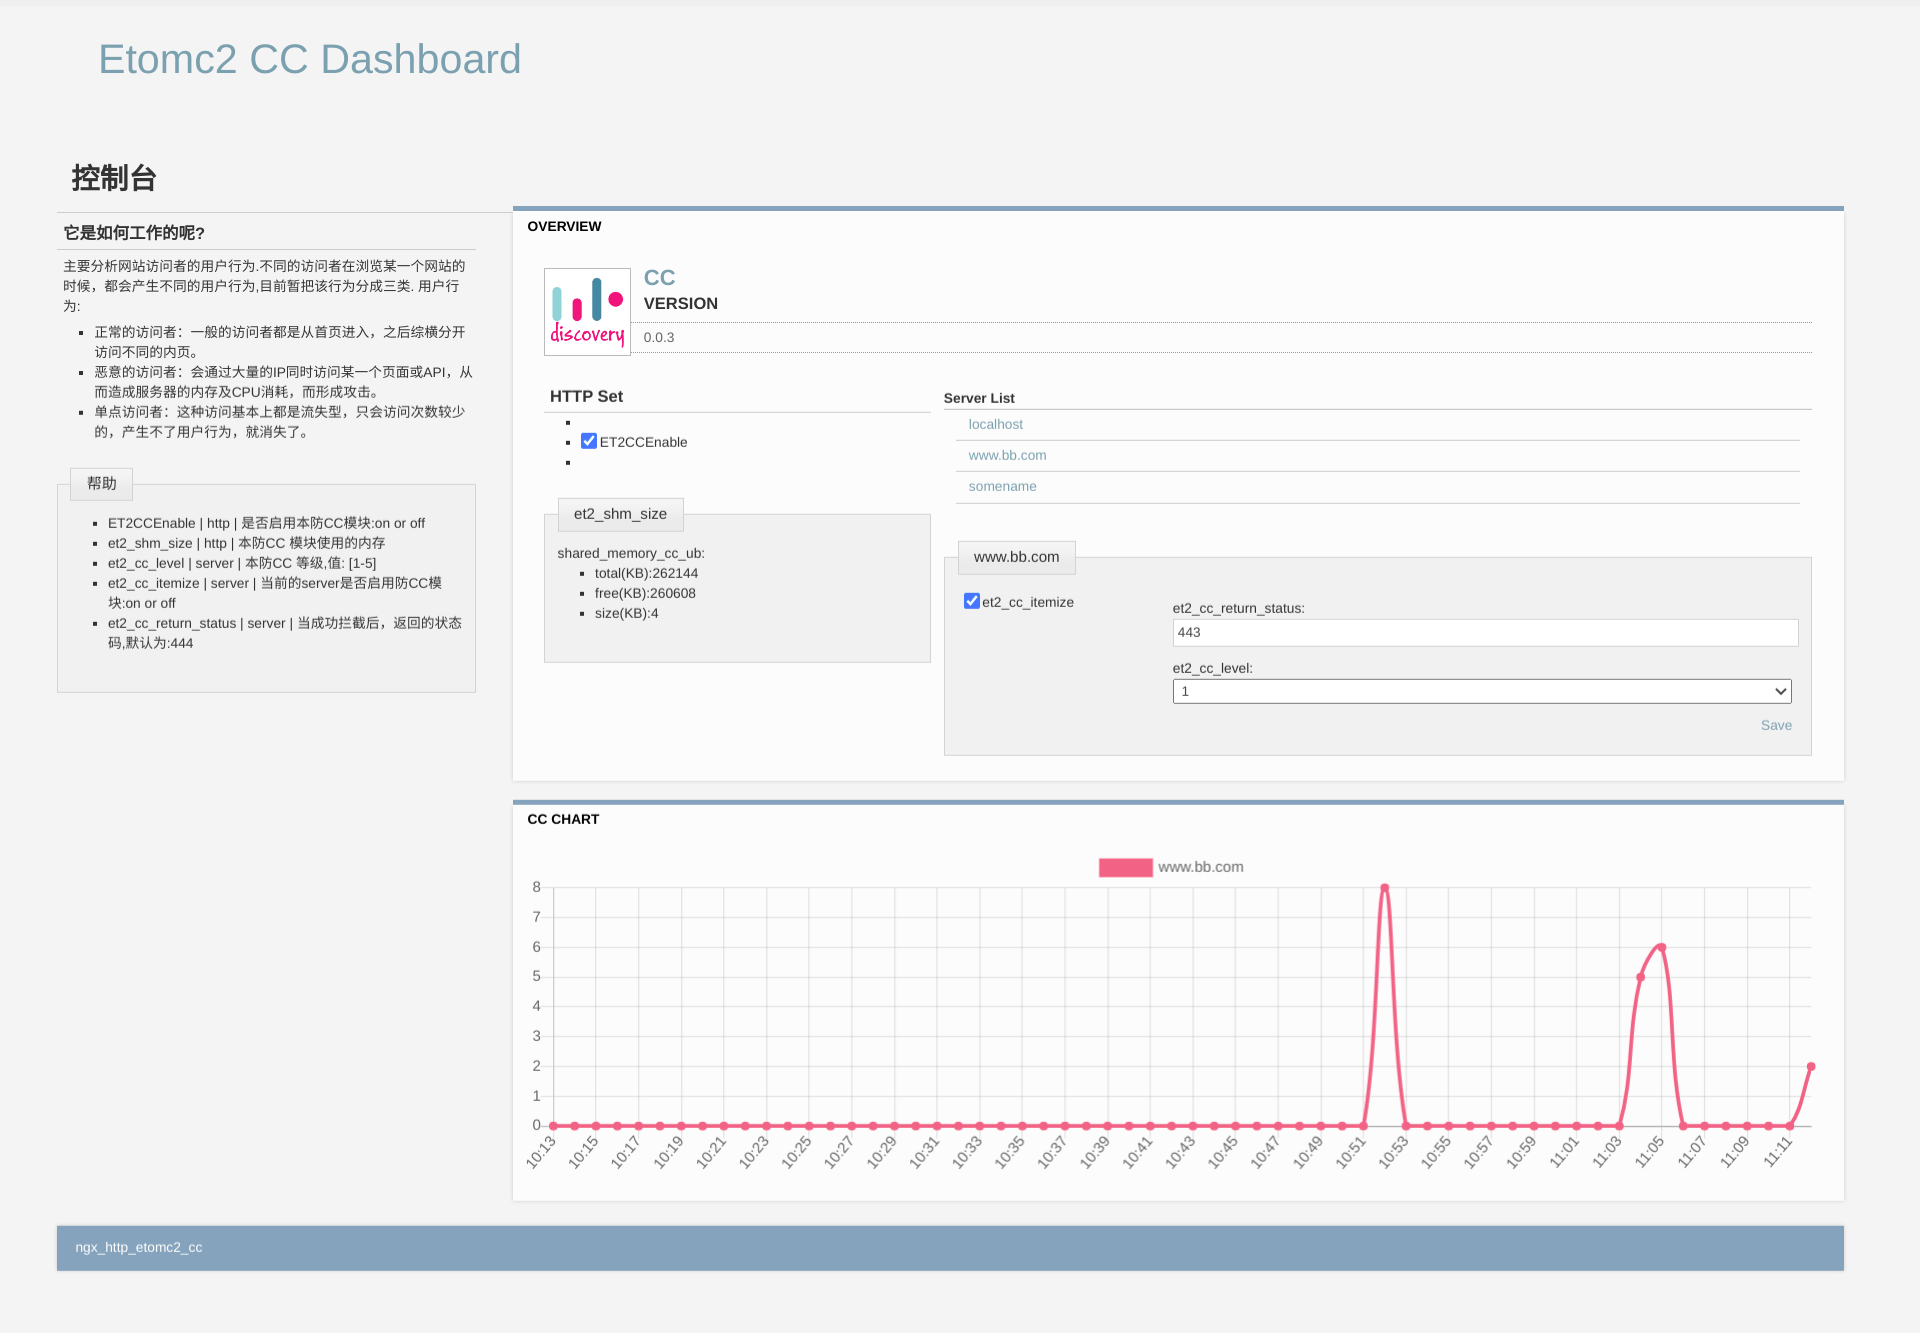 Etomc2 CC Dashboard
控制台
它是如何工作的呢?
主要分析网站访问者的用户行为.不同的访问者在浏览某一个网站的
时候，都会产生不同的用户行为,目前暂把该行为分成三类. 用户行
为:
正常的访问者：一般的访问者都是从首页进入，之后综横分开
访问不同的内页。
恶意的访问者：会通过大量的IP同时访问某一个页面或API，从
而造成服务器的内存及CPU消耗，而形成攻击。
单点访问者：这种访问基本上都是流失型，只会访问次数较少
的，产生不了用户行为，就消失了。
帮助
ET2CCEnable | http | 是否启用本防CC模块:on or off
et2_shm_size | http | 本防CC 模块使用的内存
et2_cc_level | server | 本防CC 等级,值: [1-5]
et2_cc_itemize | server | 当前的server是否启用防CC模
块:on or off
et2_cc_return_status | server | 当成功拦截后，返回的状态
码,默认为:444
OVERVIEW
discovery
CC
VERSION
0.0.3
HTTP Set
ET2CCEnable
et2_shm_size
shared_memory_cc_ub:
total(KB):262144
free(KB):260608
size(KB):4
Server List
localhost
www.bb.com
somename
www.bb.com
et2_cc_itemize
et2_cc_return_status:
443
et2_cc_level:
1
Save
CC CHART
www.bb.com
8
7
6
5
4
3
2
1
0
10:13 10:15 10:17 10:19 10:21 10:23 10:25 10:27 10:29 10:31 10:33 10:35 10:37 10:39 10:41 10:43 10:45 10:47 10:49 10:51 10:53 10:55 10:57 10:59 11:01 11:03 11:05 11:07 11:09 11:11
ngx_http_etomc2_cc